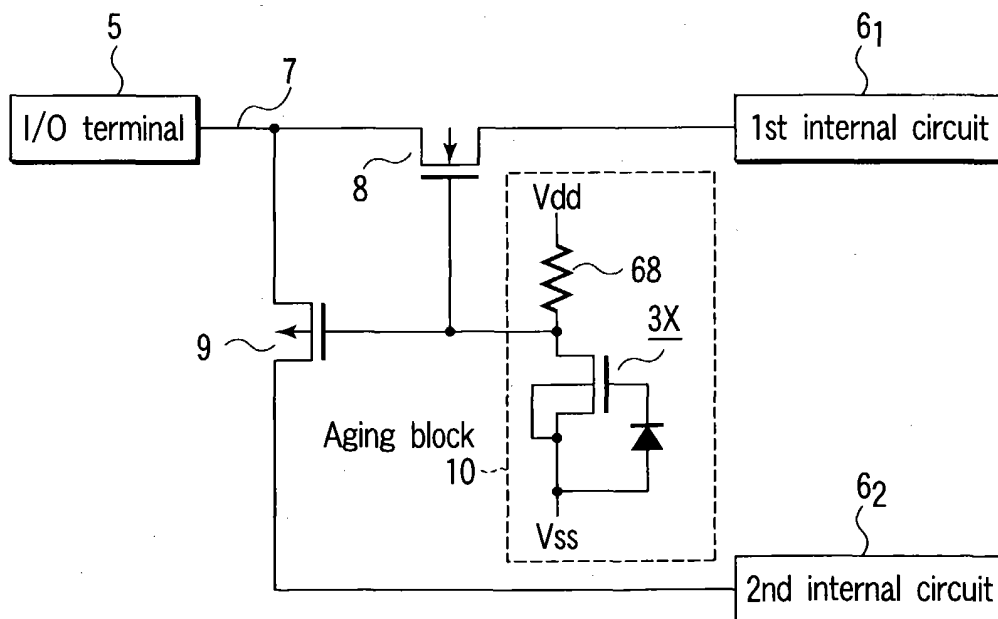 5
I/O terminal
7
8
6₁
1st internal circuit
Vdd
68
3X
9
Aging block
10
Vss
6₂
2nd internal circuit